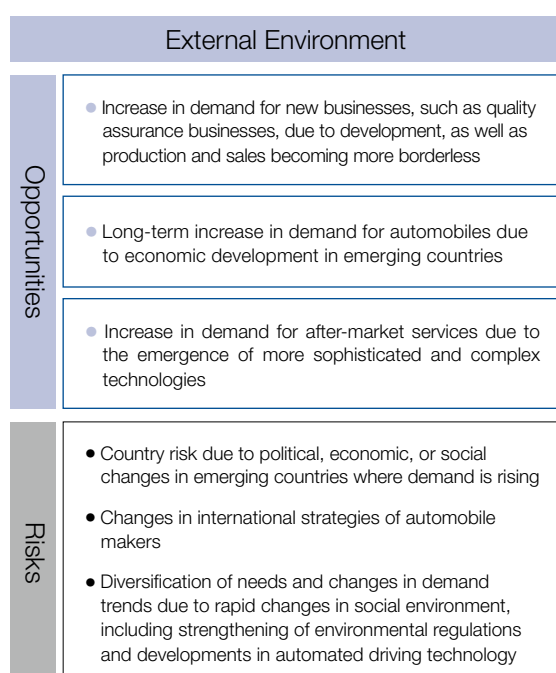 External Environment
Opportunities
● Increase in demand for new businesses, such as quality
assurance businesses, due to development, as well as
production and sales becoming more borderless
● Long-term increase in demand for automobiles due
to economic development in emerging countries
● Increase in demand for after-market services due to
the emergence of more sophisticated and complex
technologies
Risks
● Country risk due to political, economic, or social
changes in emerging countries where demand is rising
● Changes in international strategies of automobile
makers
● Diversification of needs and changes in demand
trends due to rapid changes in social environment,
including strengthening of environmental regulations
and developments in automated driving technology